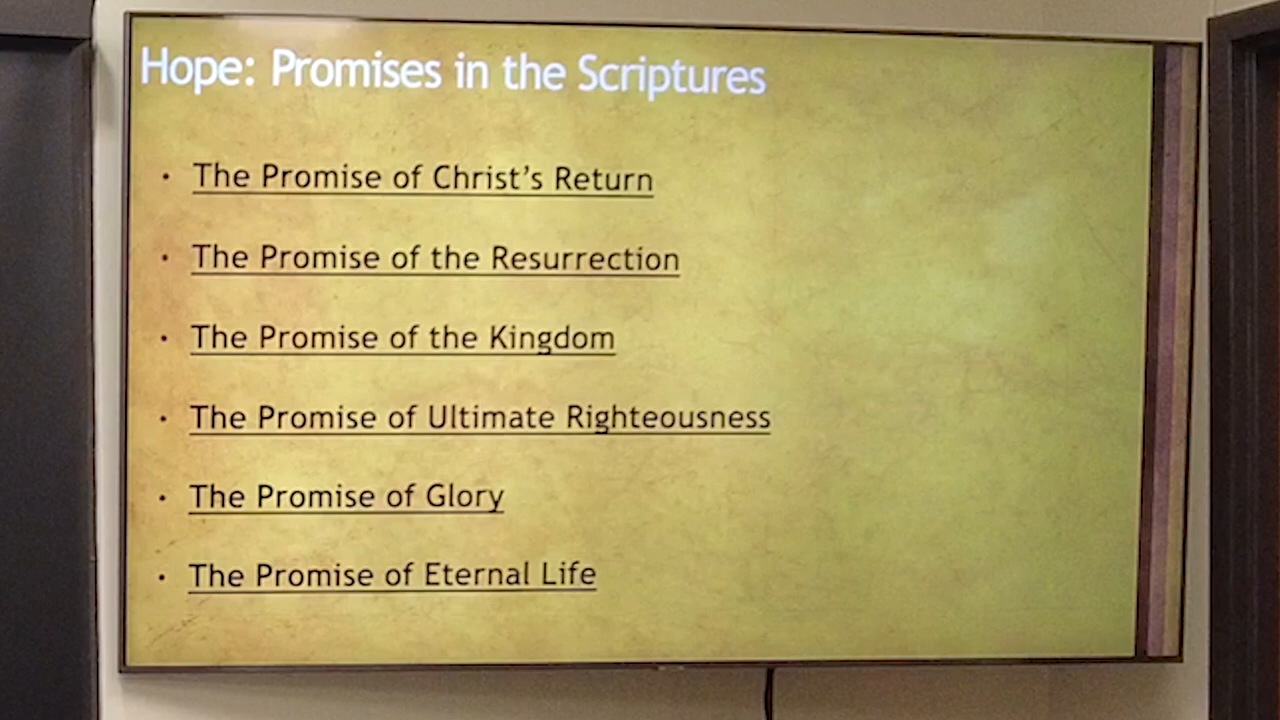 Hope: Promises in the Scriptures
• The Promise of Christ’s Return
• The Promise of the Resurrection
• The Promise of the Kingdom
• The Promise of Ultimate Righteousness
• The Promise of Glory
• The Promise of Eternal Life